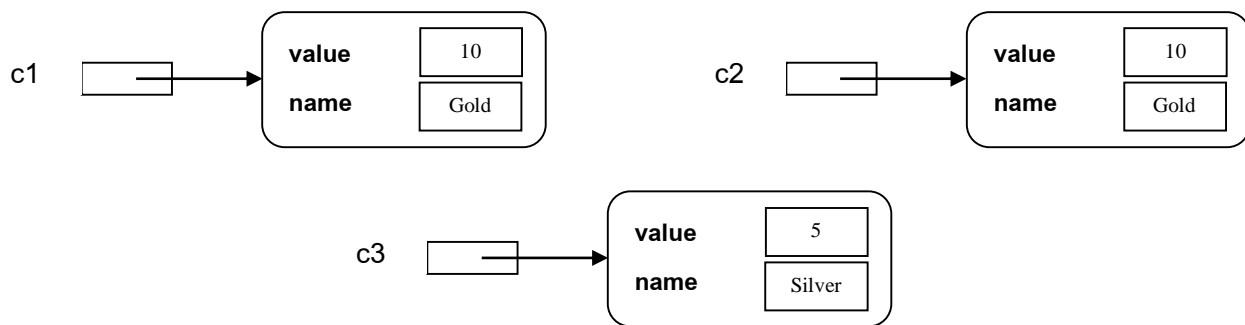 c1 value 10 c2 value 10
name Gold name Gold
c3 value 5
name Silver